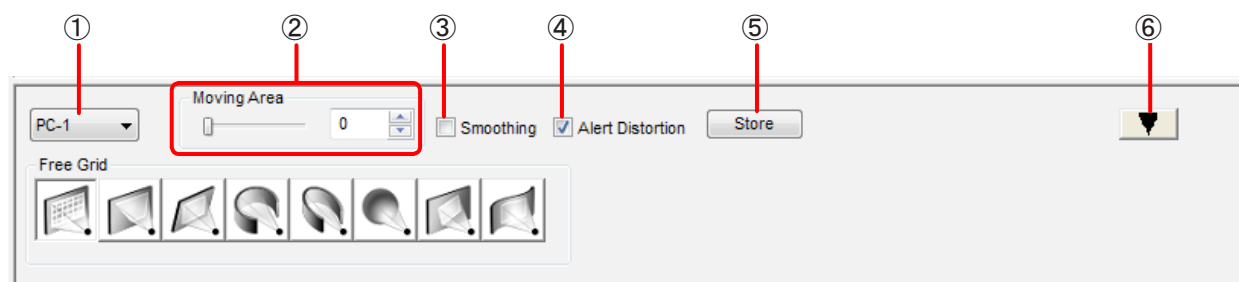 ① ② ③ ④ ⑤ ⑥
Moving Area
PC-1 0 Smoothing Alert Distortion Store
Free Grid